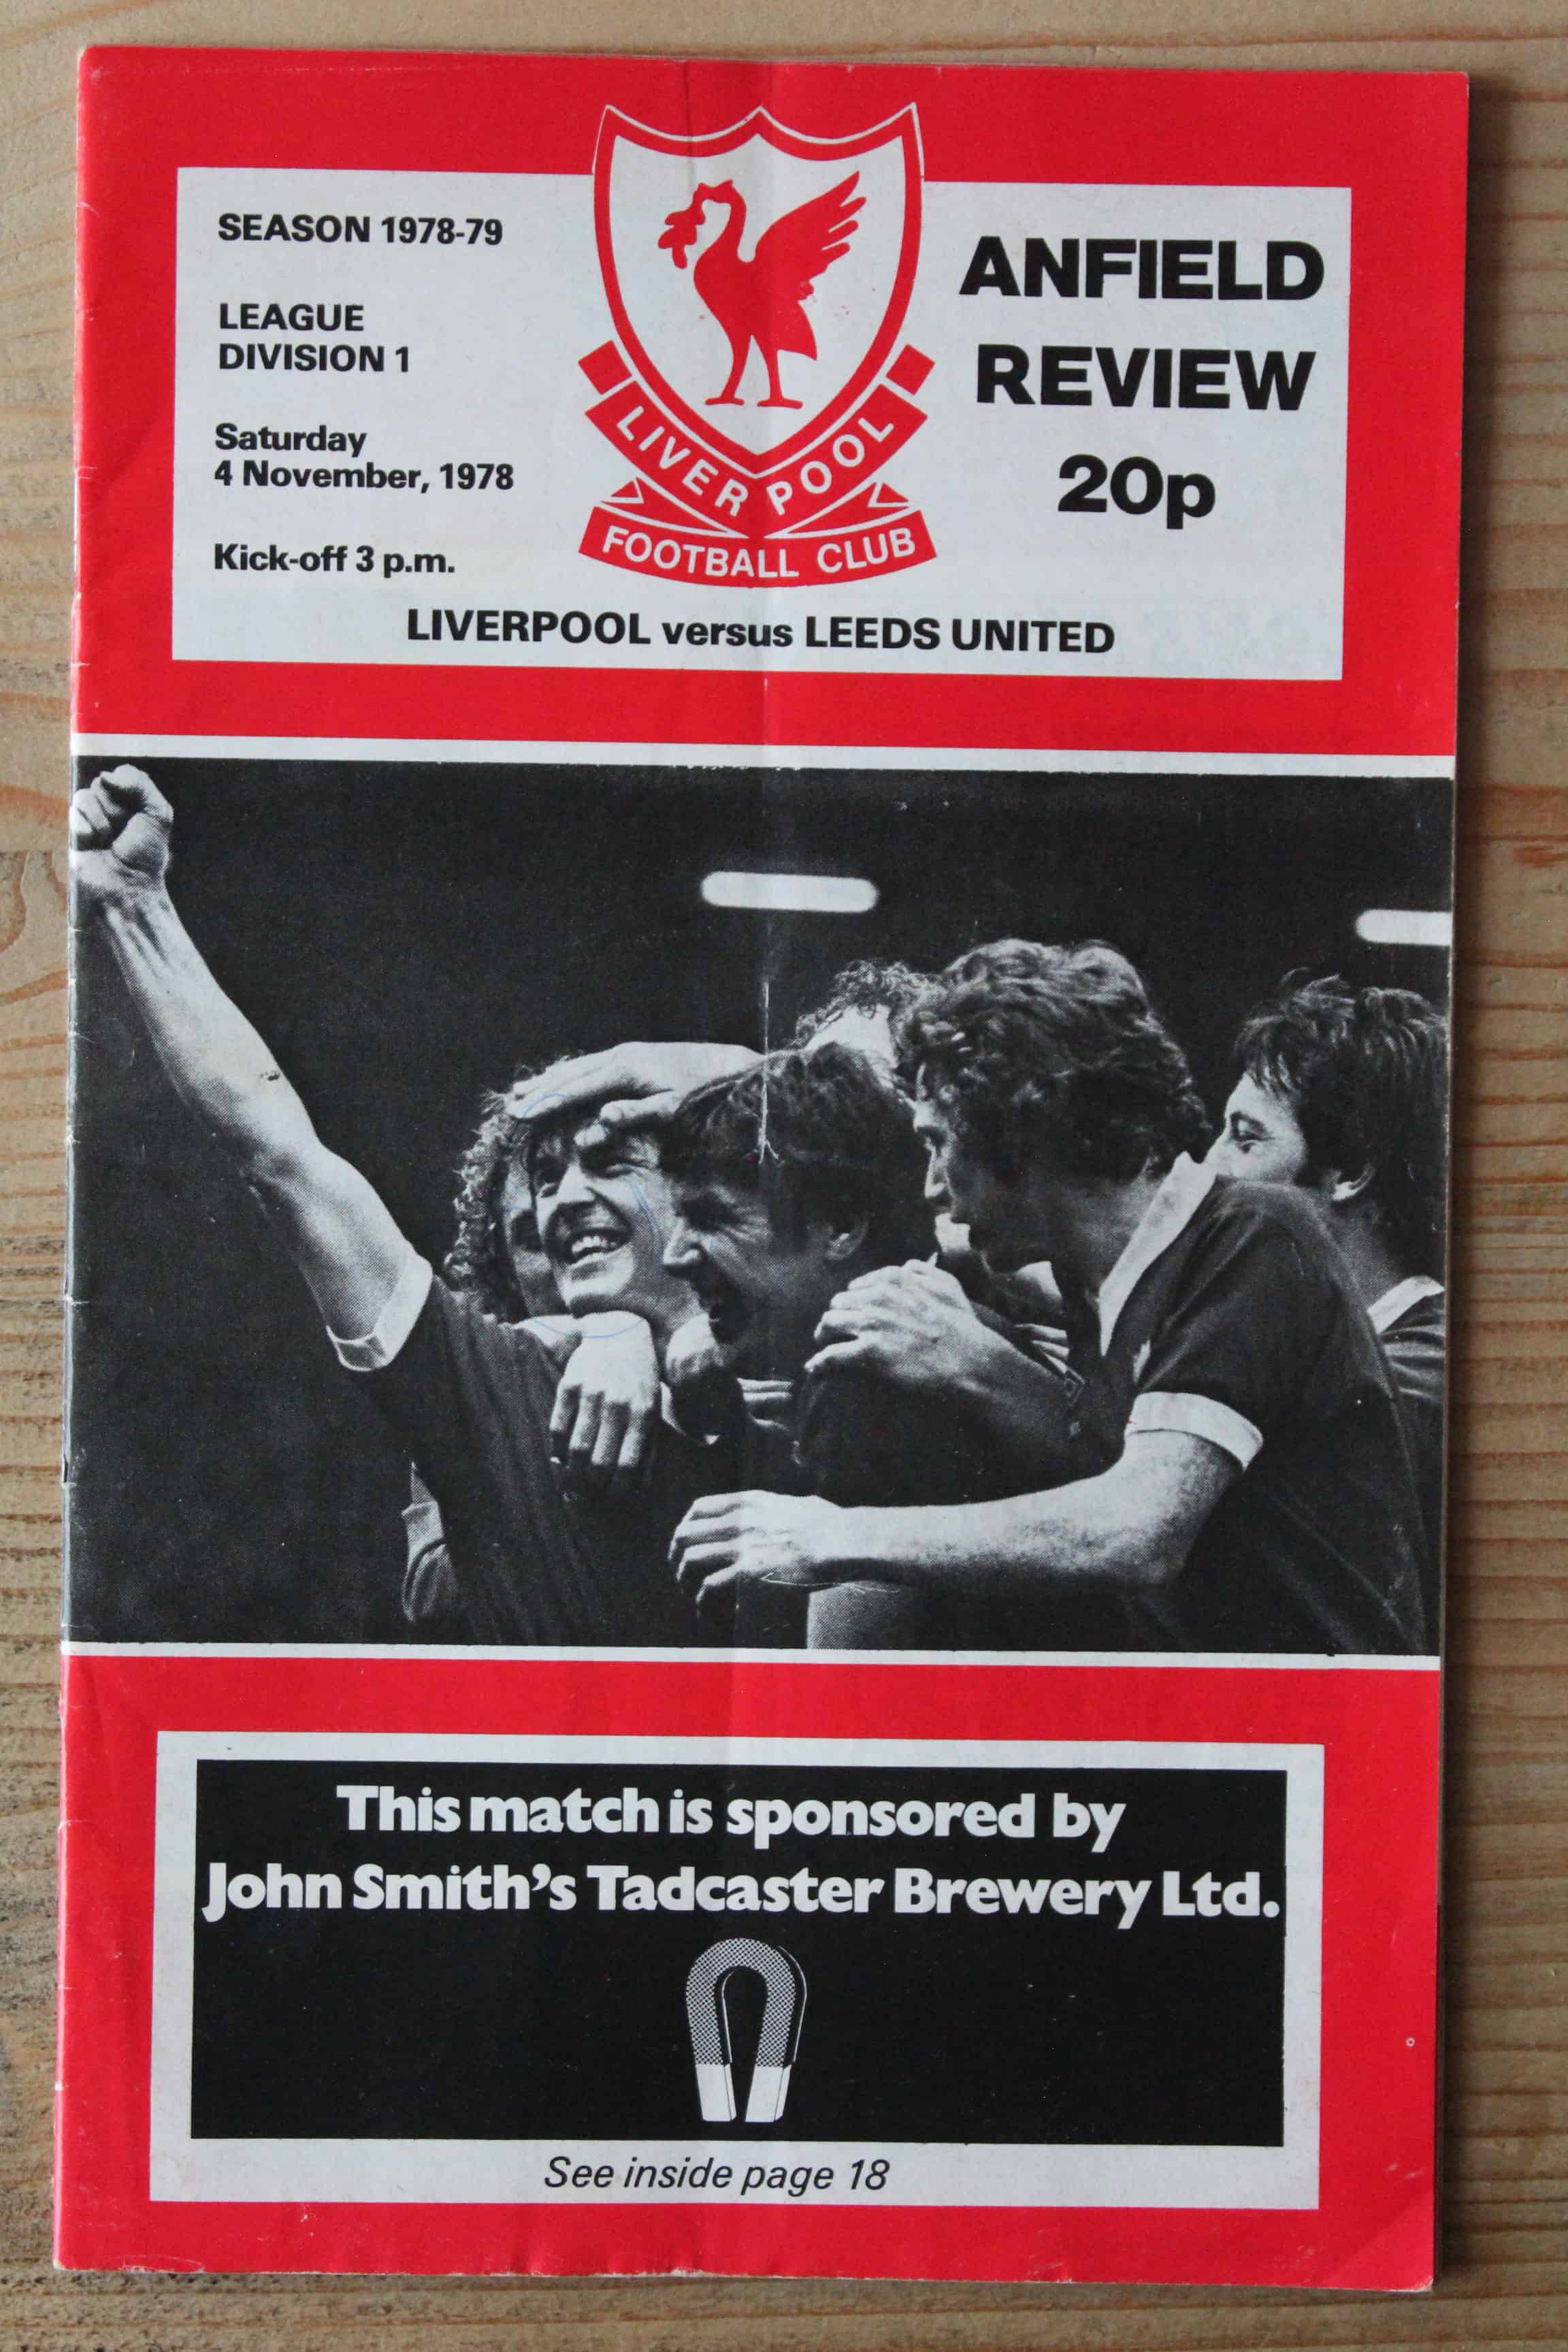 SEASON 1978-79
LEAGUE
DIVISION 1
Saturday
4 November, 1978
Kick-off 3 p.m.
LIVERPOOL
FOOTBALL CLUB
ANFIELD
REVIEW
20p
LIVERPOOL versus LEEDS UNITED
This match is sponsored by
John Smith's Tadcaster Brewery Ltd.
See inside page 18